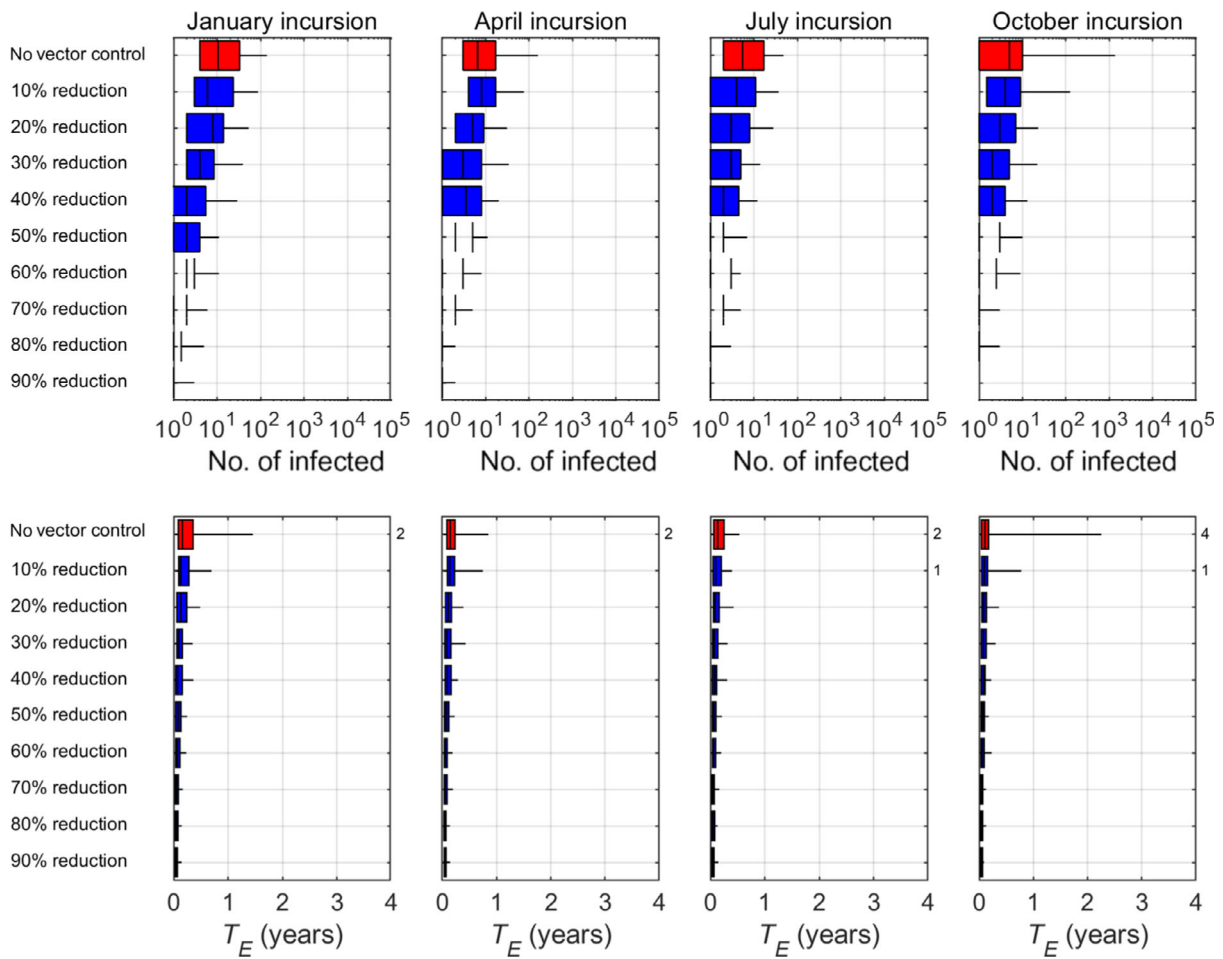 January incursion April incursion July incursion October incursion
No vector control
10% reduction
20% reduction
30% reduction
40% reduction
50% reduction
60% reduction
70% reduction
80% reduction
90% reduction
10^0 10^1 10^2 10^3 10^4 10^5 10^0 10^1 10^2 10^3 10^4 10^5 10^0 10^1 10^2 10^3 10^4 10^5 10^0 10^1 10^2 10^3 10^4 10^5
No. of infected No. of infected No. of infected No. of infected
No vector control 2 2 2 4
10% reduction 1 1
20% reduction
30% reduction
40% reduction
50% reduction
60% reduction
70% reduction
80% reduction
90% reduction
0 1 2 3 4 0 1 2 3 4 0 1 2 3 4 0 1 2 3 4
T_E (years) T_E (years) T_E (years) T_E (years)